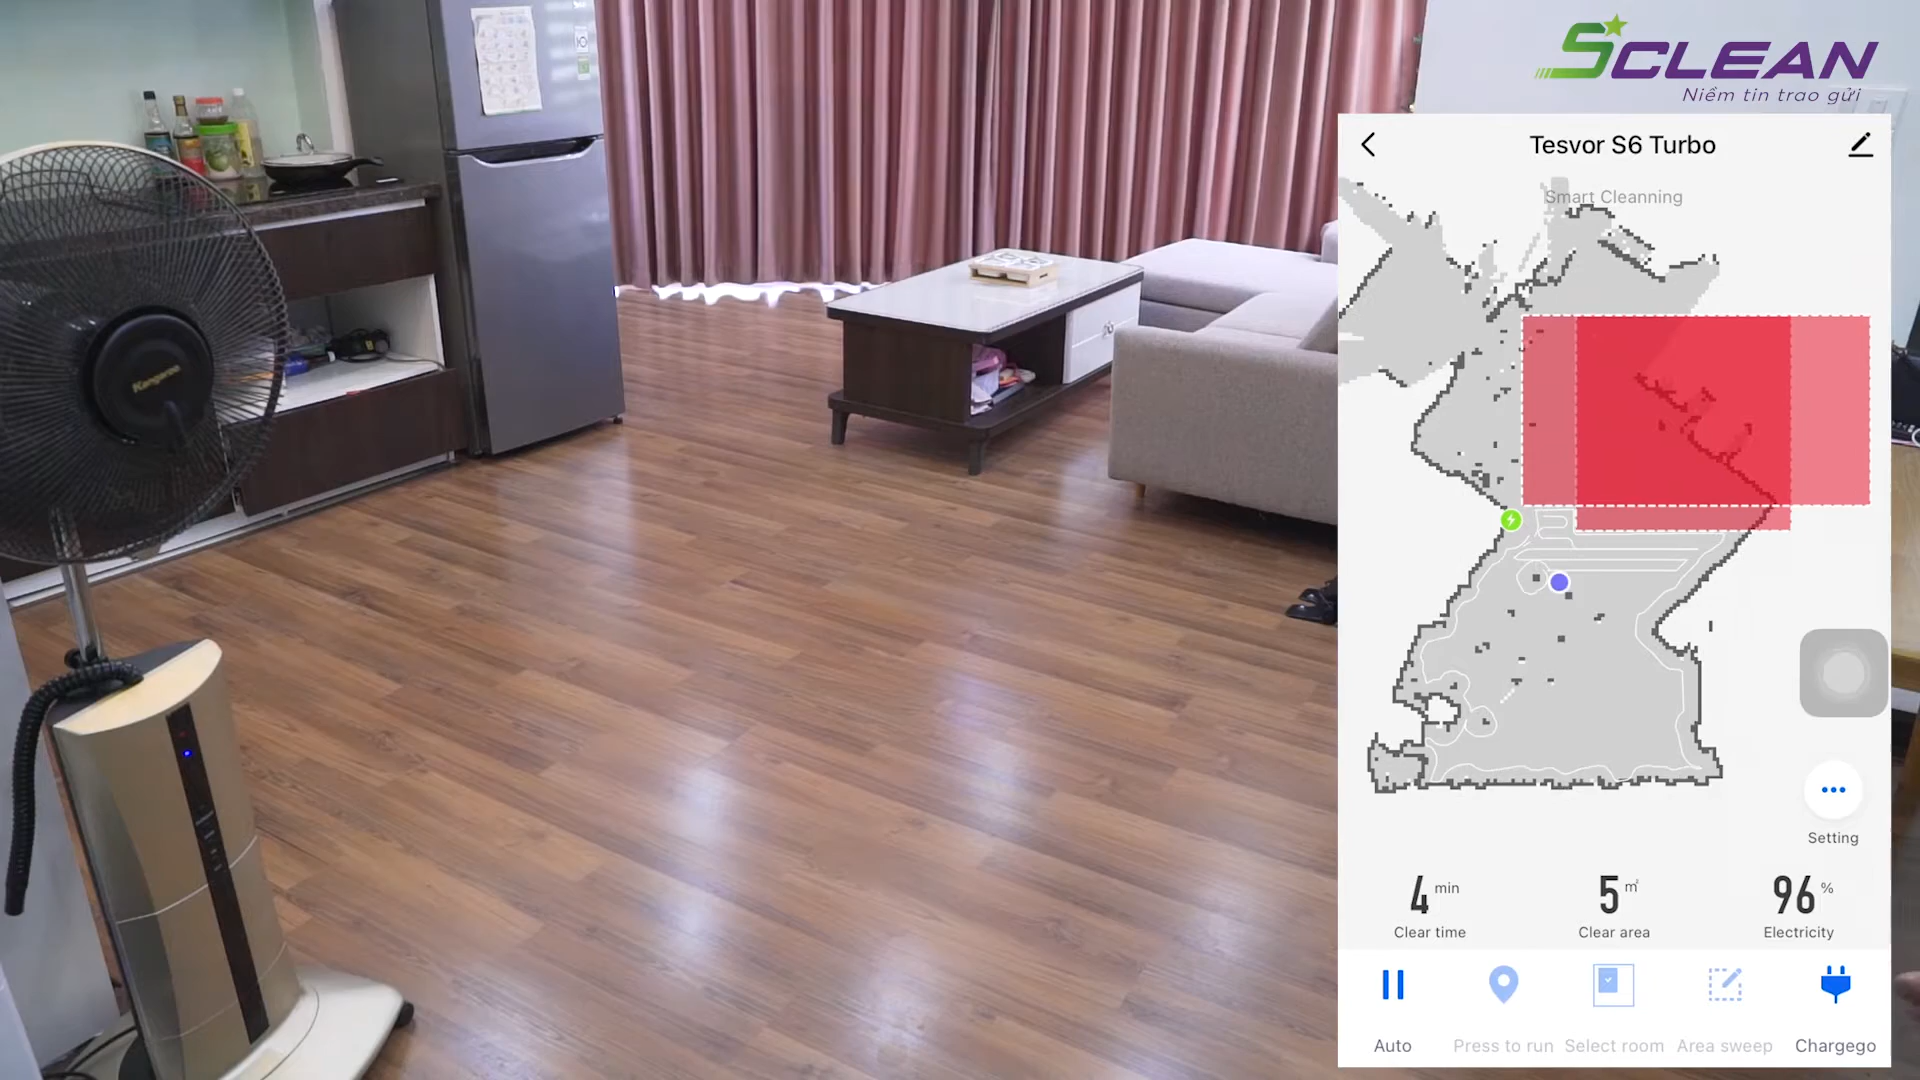 SCLEAN
Niềm tin trao gửi
Tesvor S6 Turbo
Smart Cleanning
Kangaroo
4 min
Clear time
5 m²
Clear area
96 %
Electricity
Setting
Auto
Press to run
Select room
Area sweep
Chargego